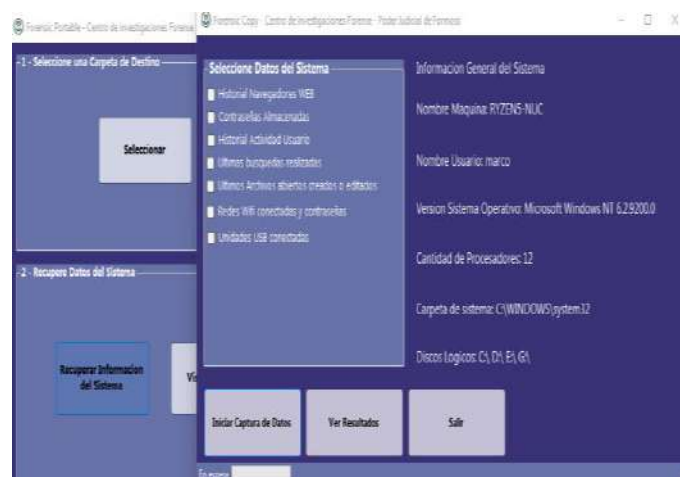 Forensic Portable - Centro de Investigaciones Forense
- 1 - Seleccione una Carpeta de Destino
Seleccionar
- 2 - Recupere Datos del Sistema
Recuperar Informacion
del Sistema
Forensic Copy - Centro de Investigaciones Forense - Poder Judicial de Formosa
Seleccione Datos del Sistema
Historial Navegadores WEB
Contraseñas Almacenadas
Historial Actividad Usuario
Ultimas busquedas realizadas
Ultimos Archivos abiertos creados o editados
Redes Wifi conectadas y contraseñas
Unidades USB conectadas
Informacion General del Sistema
Nombre Maquina: RYZEN5-NUC
Nombre Usuario: marco
Version Sistema Operativo: Microsoft Windows NT 6.2.9200.0
Cantidad de Procesadores: 12
Carpeta de sistema: C:\WINDOWS\system32
Discos Logicos: C:\, D:\, E:\, G:\
Iniciar Captura de Datos
Ver Resultados
Salir
En espera